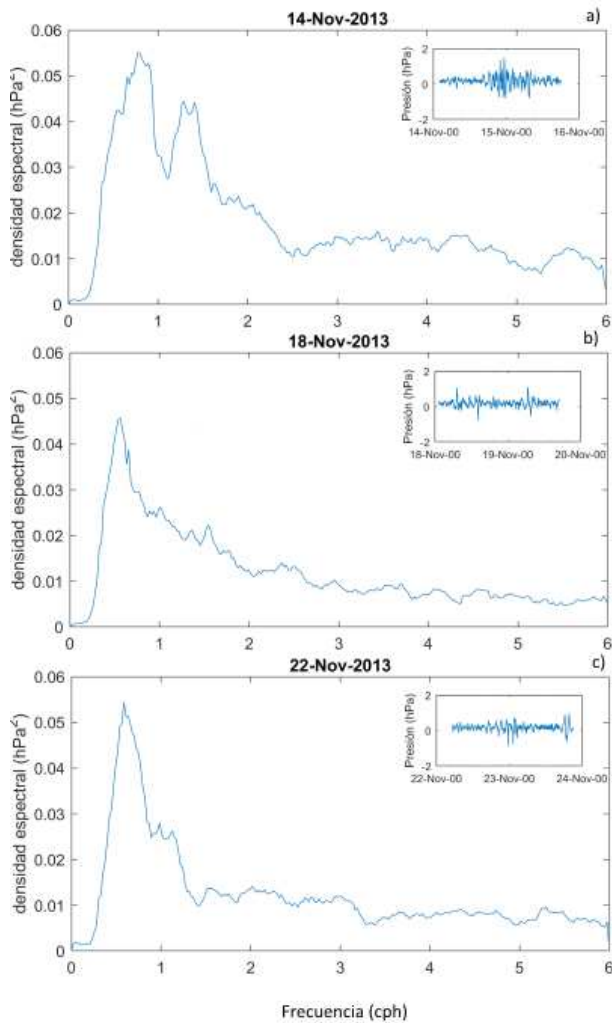 a)
14-Nov-2013
densidad espectral (hPa²)
0.06
0.05
0.04
0.03
0.02
0.01
0
0 1 2 3 4 5 6
Presión (hPa)
2
0
-2
14-Nov-00 15-Nov-00 16-Nov-00
b)
18-Nov-2013
densidad espectral (hPa²)
0.06
0.05
0.04
0.03
0.02
0.01
0
0 1 2 3 4 5 6
Presión (hPa)
2
0
-2
18-Nov-00 19-Nov-00 20-Nov-00
c)
22-Nov-2013
densidad espectral (hPa²)
0.06
0.05
0.04
0.03
0.02
0.01
0
0 1 2 3 4 5 6
Presión (hPa)
2
0
-2
22-Nov-00 23-Nov-00 24-Nov-00
Frecuencia (cph)